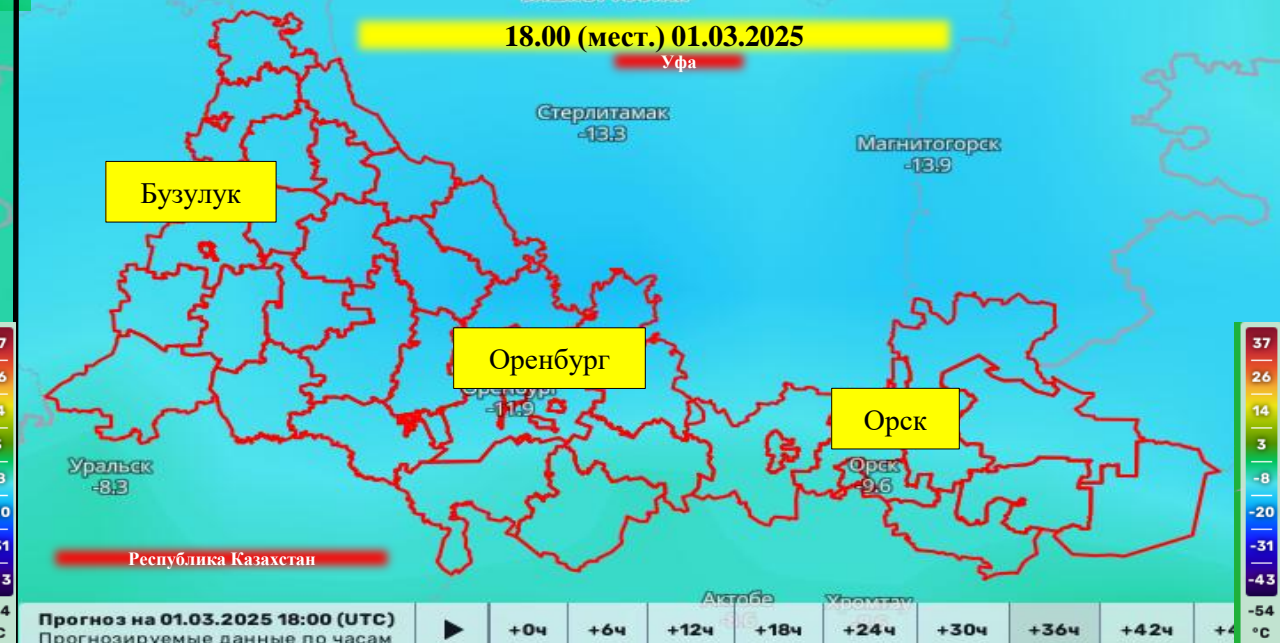 18.00 (мест.) 01.03.2025
Уфа
Стерлитамак
-13.3
Магнитогорск
-13.9
Бузулук
Оренбург
Оренбург
-11.9
Орск
Орск
-9.6
Уральск
-8.3
Республика Казахстан
Актобе
Хромтау
37
26
14
3
-8
-20
-31
-43
-54
°C
Прогноз на 01.03.2025 18:00 (UTC)
Прогнозируемые данные по часам
+0ч +6ч +12ч +18ч +24ч +30ч +36ч +42ч